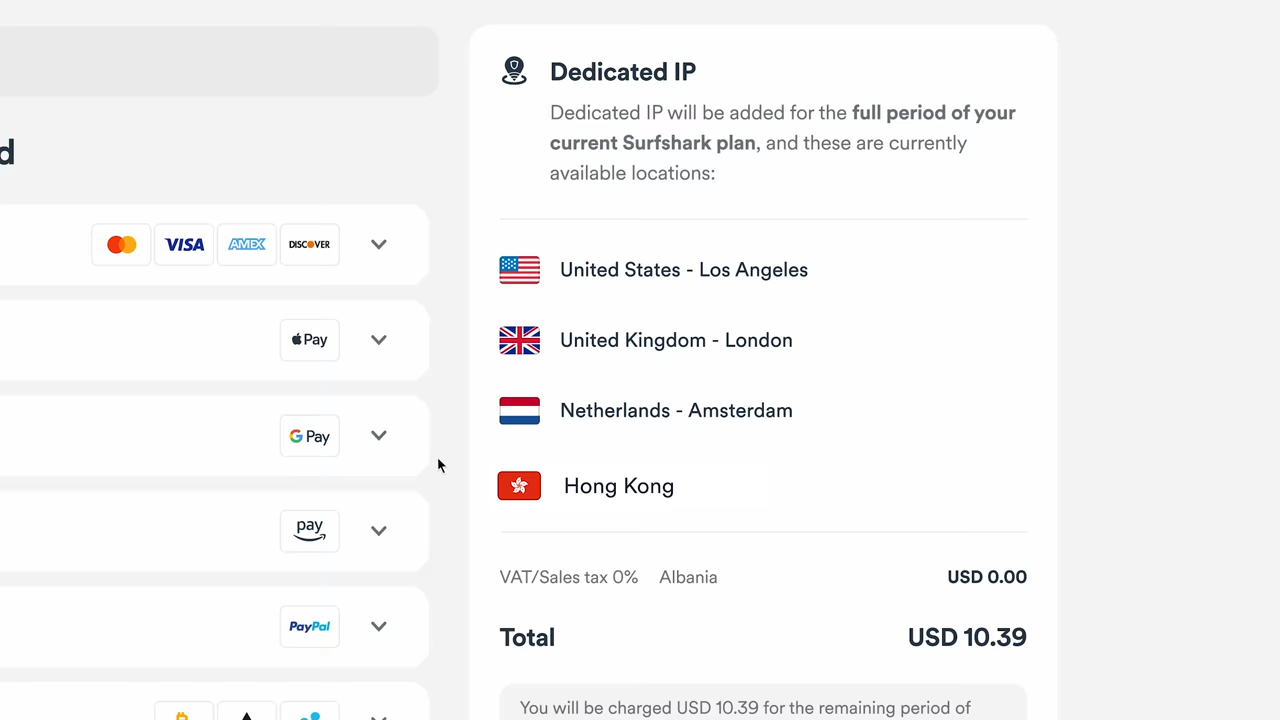 d
Dedicated IP
Dedicated IP will be added for the full period of your
current Surfshark plan, and these are currently
available locations:
VISA AMEX DISCOVER
United States - Los Angeles
United Kingdom - London
Pay
Netherlands - Amsterdam
G Pay
Hong Kong
pay
VAT/Sales tax 0% Albania USD 0.00
PayPal
Total USD 10.39
You will be charged USD 10.39 for the remaining period of